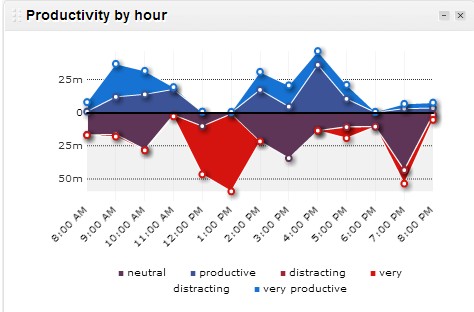 Productivity by hour
25m
0
25m
50m
8:00 AM
9:00 AM
10:00 AM
11:00 AM
12:00 PM
1:00 PM
2:00 PM
3:00 PM
4:00 PM
5:00 PM
6:00 PM
7:00 PM
8:00 PM
neutral productive distracting very
distracting very productive